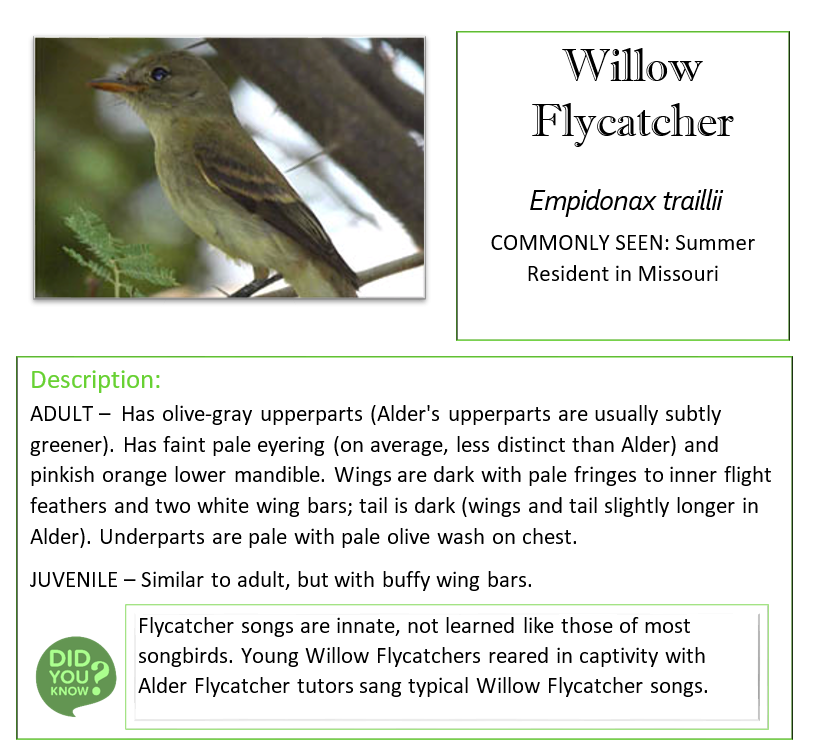 Willow
Flycatcher
Empidonax traillii
COMMONLY SEEN: Summer
Resident in Missouri
Description:
ADULT – Has olive-gray upperparts (Alder's upperparts are usually subtly
greener). Has faint pale eyering (on average, less distinct than Alder) and
pinkish orange lower mandible. Wings are dark with pale fringes to inner flight
feathers and two white wing bars; tail is dark (wings and tail slightly longer in
Alder). Underparts are pale with pale olive wash on chest.
JUVENILE – Similar to adult, but with buffy wing bars.
DID
YOU
KNOW?
Flycatcher songs are innate, not learned like those of most
songbirds. Young Willow Flycatchers reared in captivity with
Alder Flycatcher tutors sang typical Willow Flycatcher songs.